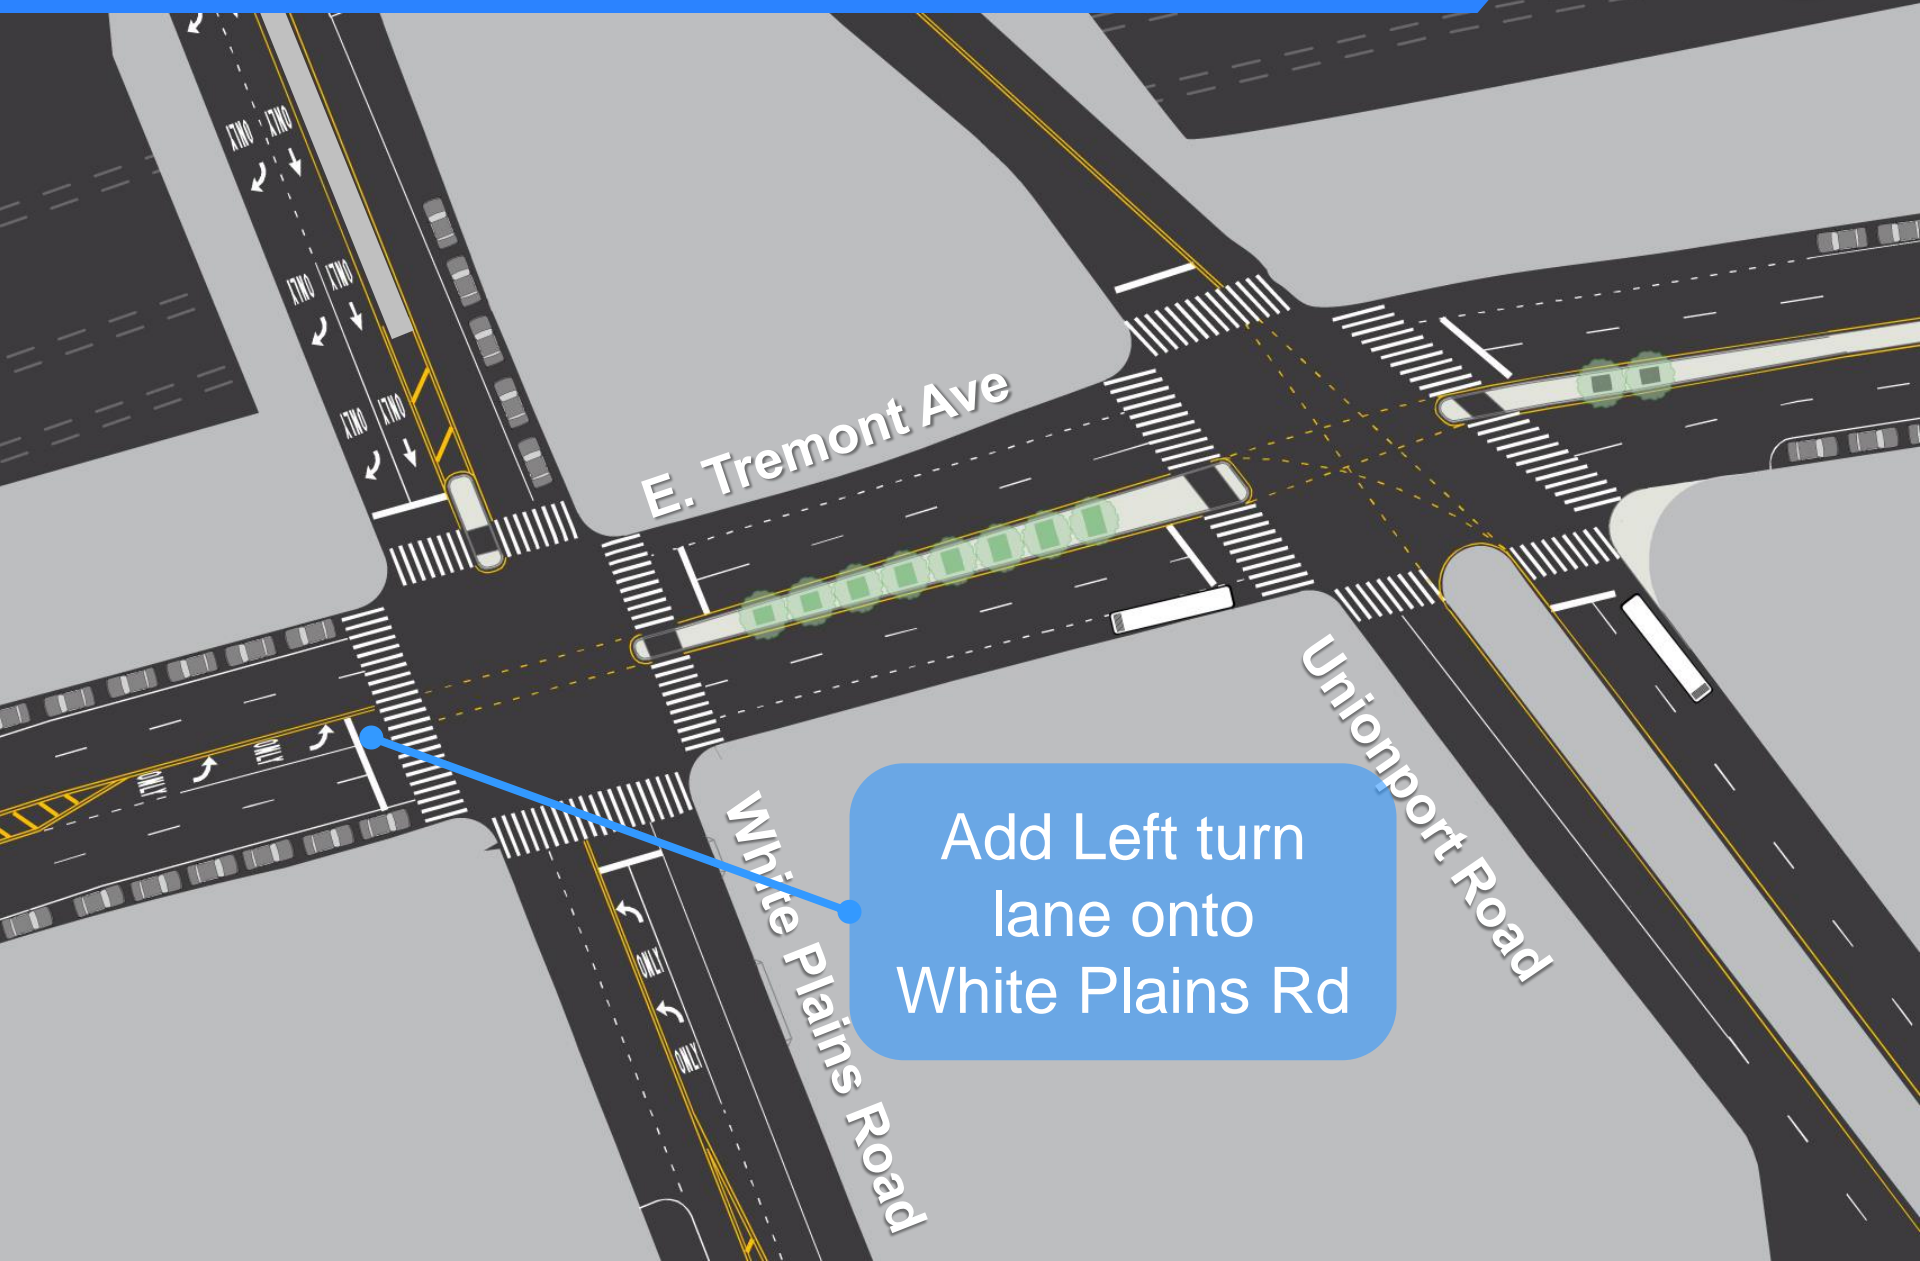 ONLY ONLY
ONLY ONLY
ONLY ONLY
E. Tremont Ave
ONLY
ONLY
Unionport Road
White Plains Road
Add Left turn
lane onto
White Plains Rd
ONLY
ONLY